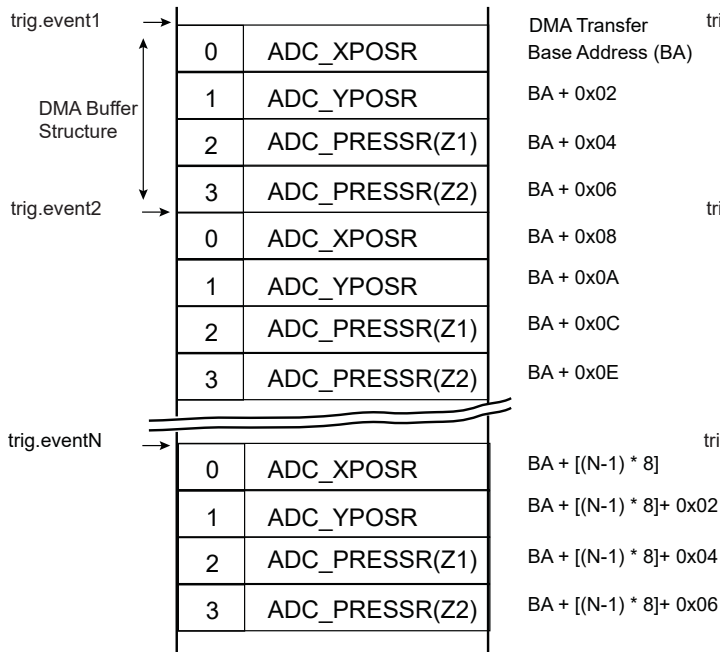 trig.event1
DMA Transfer
tri
0 ADC_XPOSR Base Address (BA)
1 ADC_YPOSR BA + 0x02
DMA Buffer
Structure
2 ADC_PRESSR(Z1) BA + 0x04
3 ADC_PRESSR(Z2) BA + 0x06
trig.event2
tri
0 ADC_XPOSR BA + 0x08
1 ADC_YPOSR BA + 0x0A
2 ADC_PRESSR(Z1) BA + 0x0C
3 ADC_PRESSR(Z2) BA + 0x0E
trig.eventN
tri
0 ADC_XPOSR BA + [(N-1) * 8]
1 ADC_YPOSR BA + [(N-1) * 8]+ 0x02
2 ADC_PRESSR(Z1) BA + [(N-1) * 8]+ 0x04
3 ADC_PRESSR(Z2) BA + [(N-1) * 8]+ 0x06